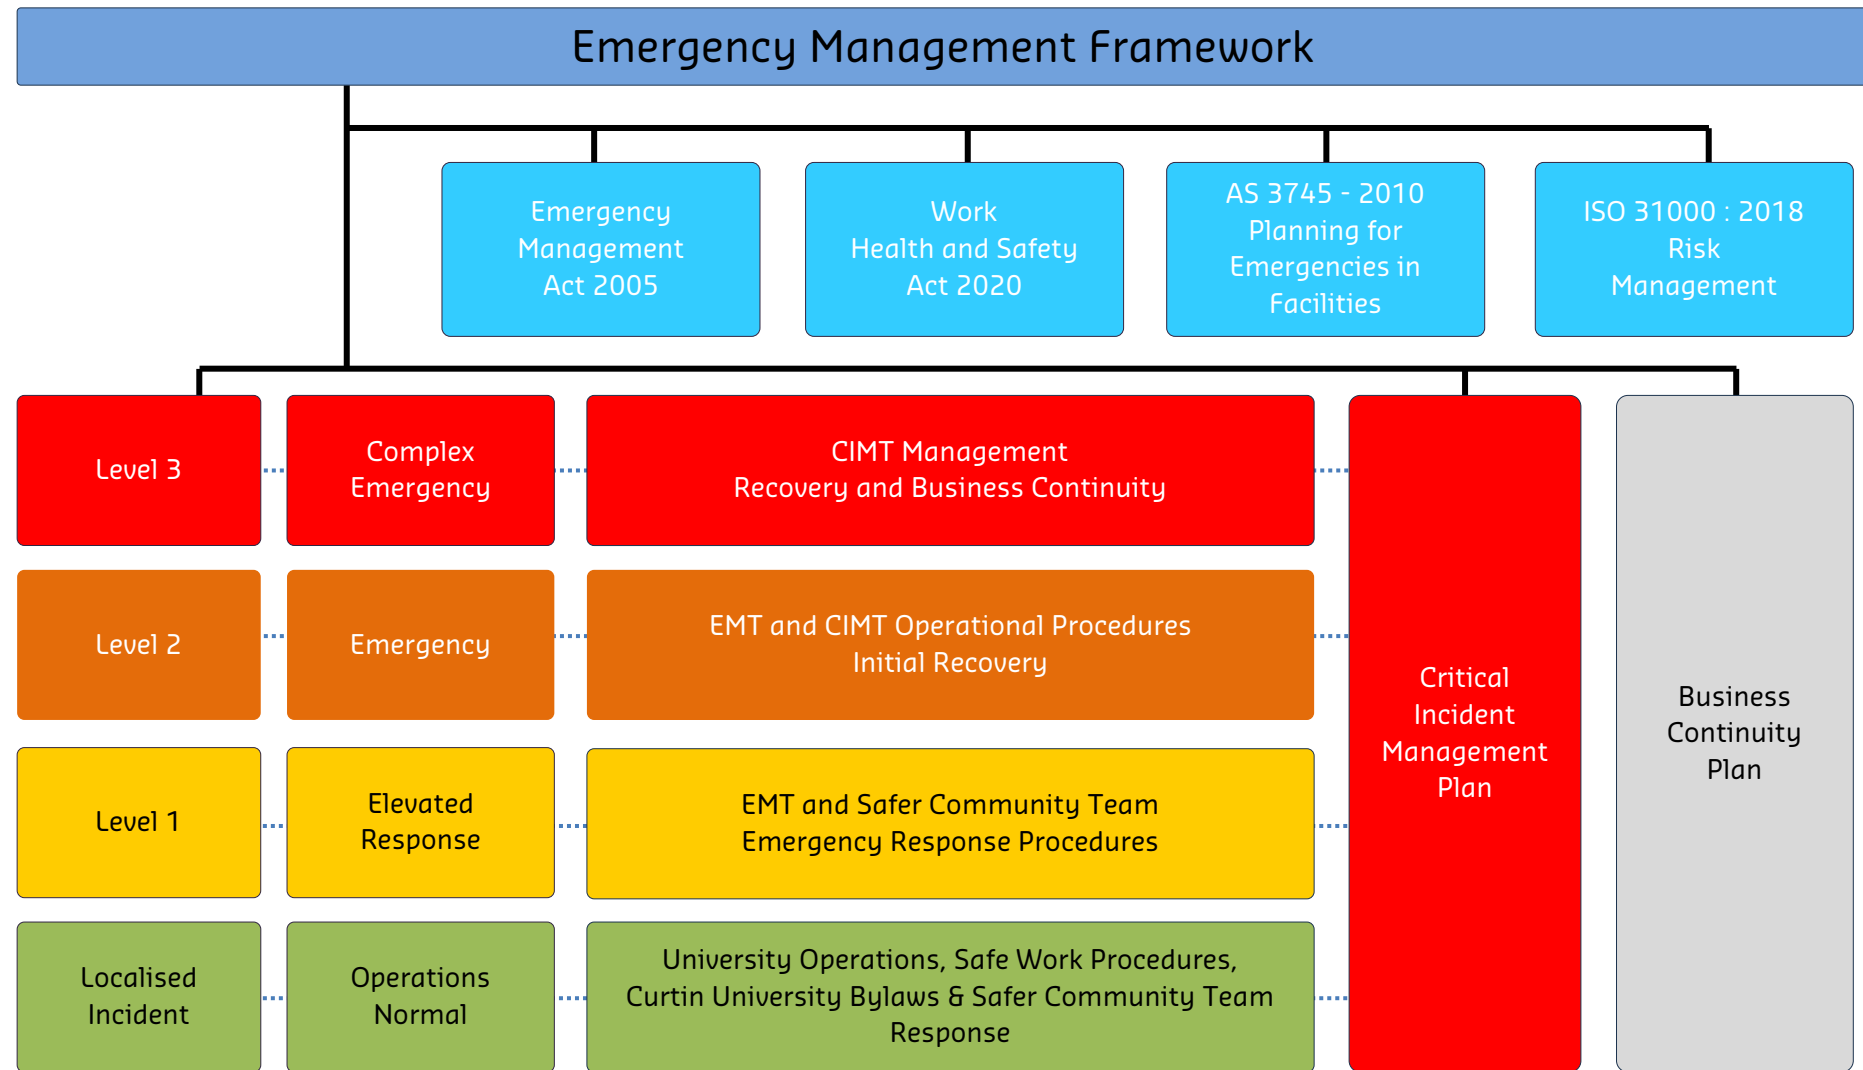 Emergency Management Framework
Emergency
Management
Act 2005
Work
Health and Safety
Act 2020
AS 3745 - 2010
Planning for
Emergencies in
Facilities
ISO 31000 : 2018
Risk
Management
Level 3
Complex
Emergency
CIMT Management
Recovery and Business Continuity
Level 2
Emergency
EMT and CIMT Operational Procedures
Initial Recovery
Level 1
Elevated
Response
EMT and Safer Community Team
Emergency Response Procedures
Localised
Incident
Operations
Normal
University Operations, Safe Work Procedures,
Curtin University Bylaws & Safer Community Team
Response
Critical
Incident
Management
Plan
Business
Continuity
Plan